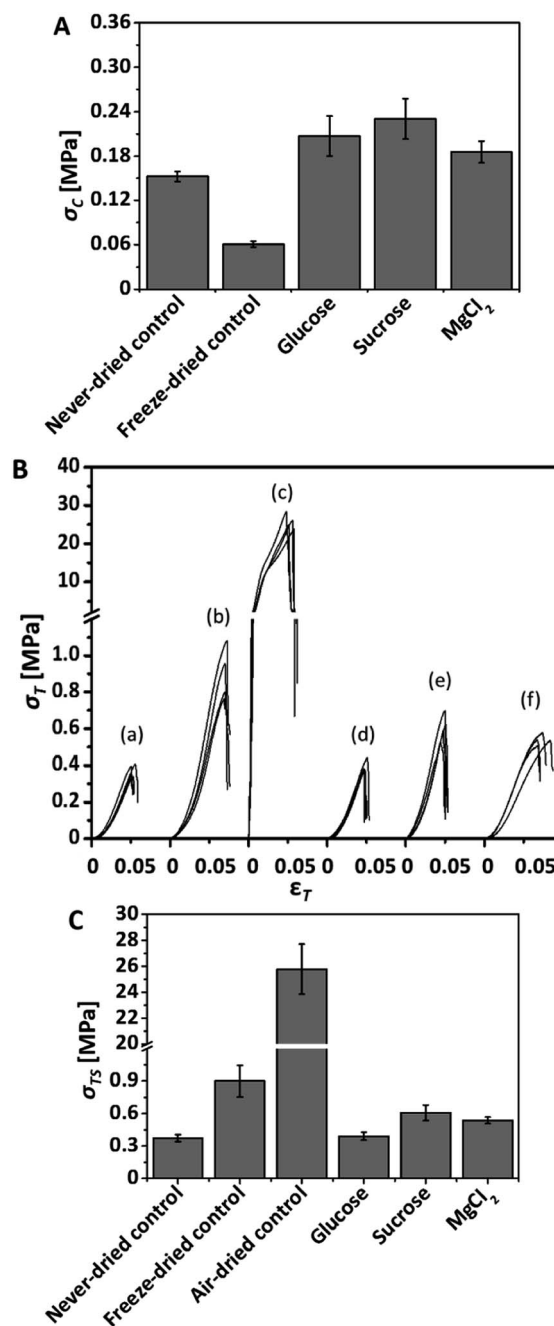 A
0.36
0.24
0.18
0.12
0.06
0
σC [MPa]
Never-dried control
Freeze-dried control
Glucose
Sucrose
MgCl2
B
40
30
20
10
1.0
0.8
0.6
0.4
0.2
0
σT [MPa]
(a)
(b)
(c)
(d)
(e)
(f)
0 0.05 0 0.05 0 0.05 0 0.05 0 0.05 0 0.05
εT
C
30
28
26
24
22
20
0.9
0.6
0.3
0
σTS [MPa]
Never-dried control
Freeze-dried control
Air-dried control
Glucose
Sucrose
MgCl2